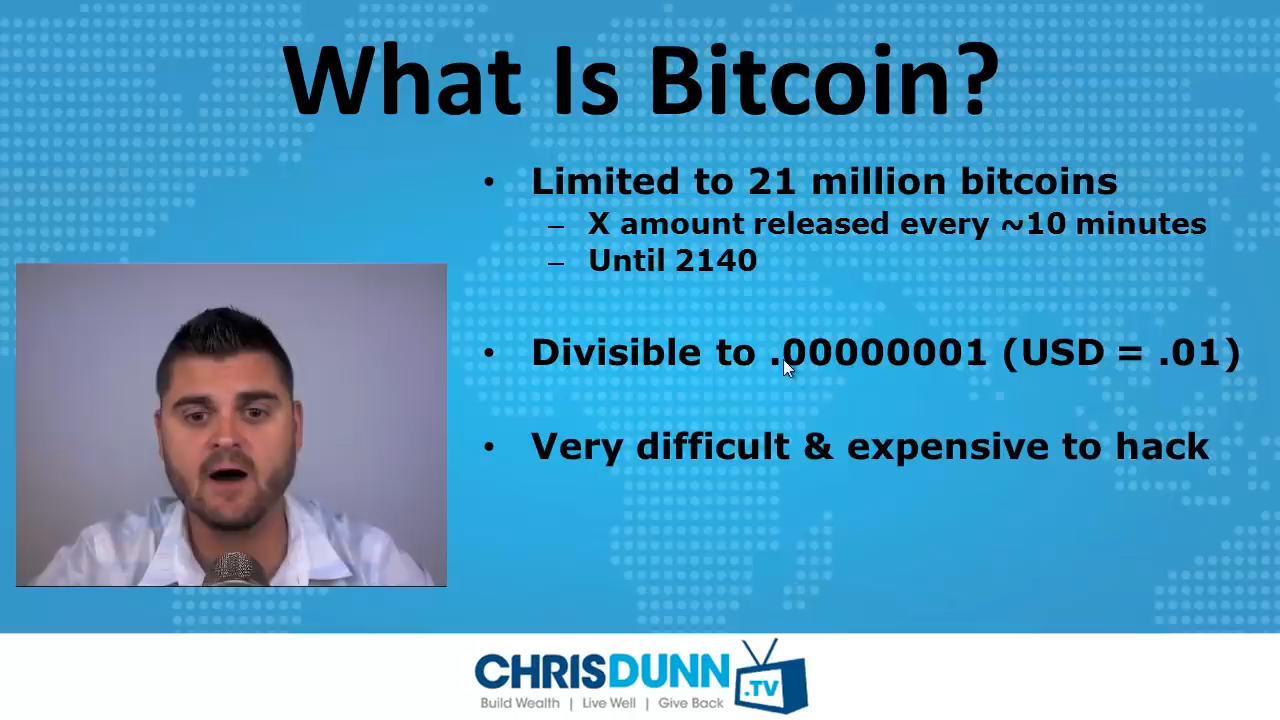 What Is Bitcoin?
• Limited to 21 million bitcoins
– X amount released every ~10 minutes
– Until 2140
• Divisible to .00000001 (USD = .01)
• Very difficult & expensive to hack
CHRISDUNN .TV
Build Wealth | Live Well | Give Back